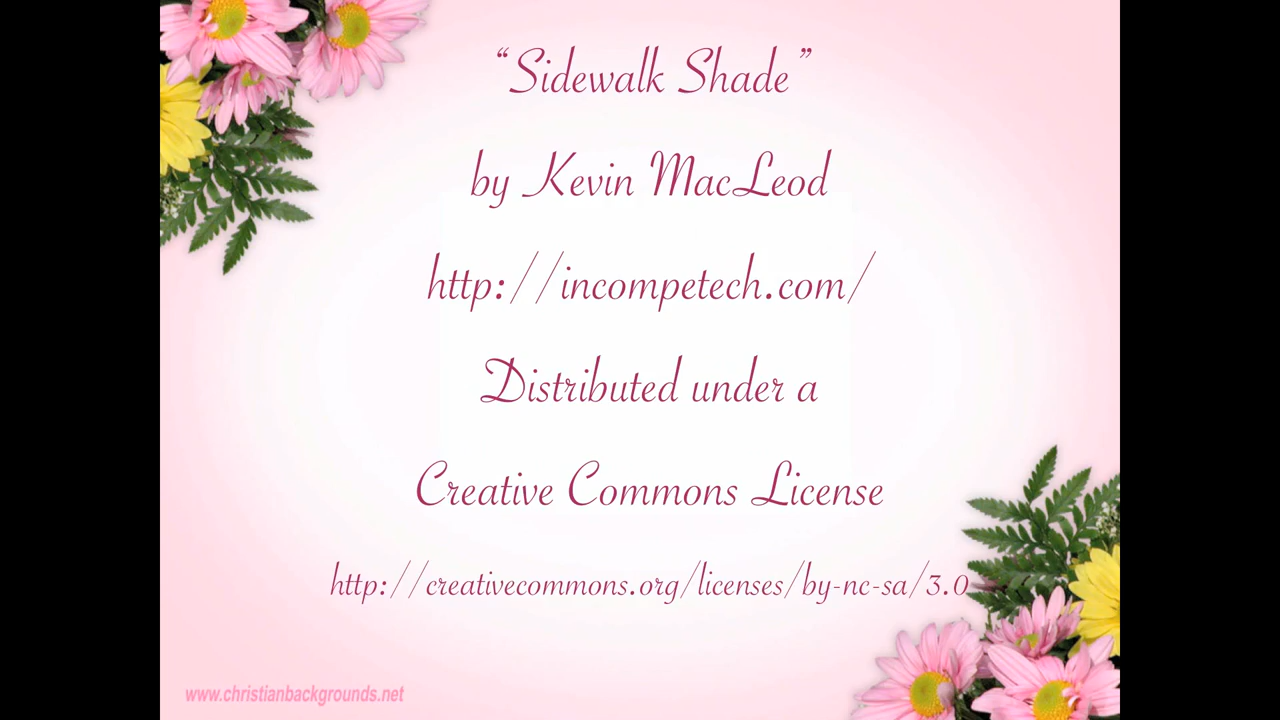 “Sidewalk Shade”
by Kevin MacLeod
http://incompetech.com/
Distributed under a
Creative Commons License
http://creativecommons.org/licenses/by-nc-sa/3.0
www.christianbackgrounds.net